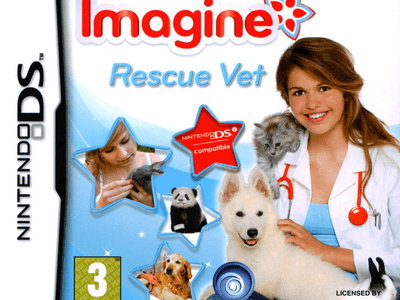 Imagine
Rescue Vet
NINTENDO DS
NINTENDO DSi
compatible
3
LICENSED BY